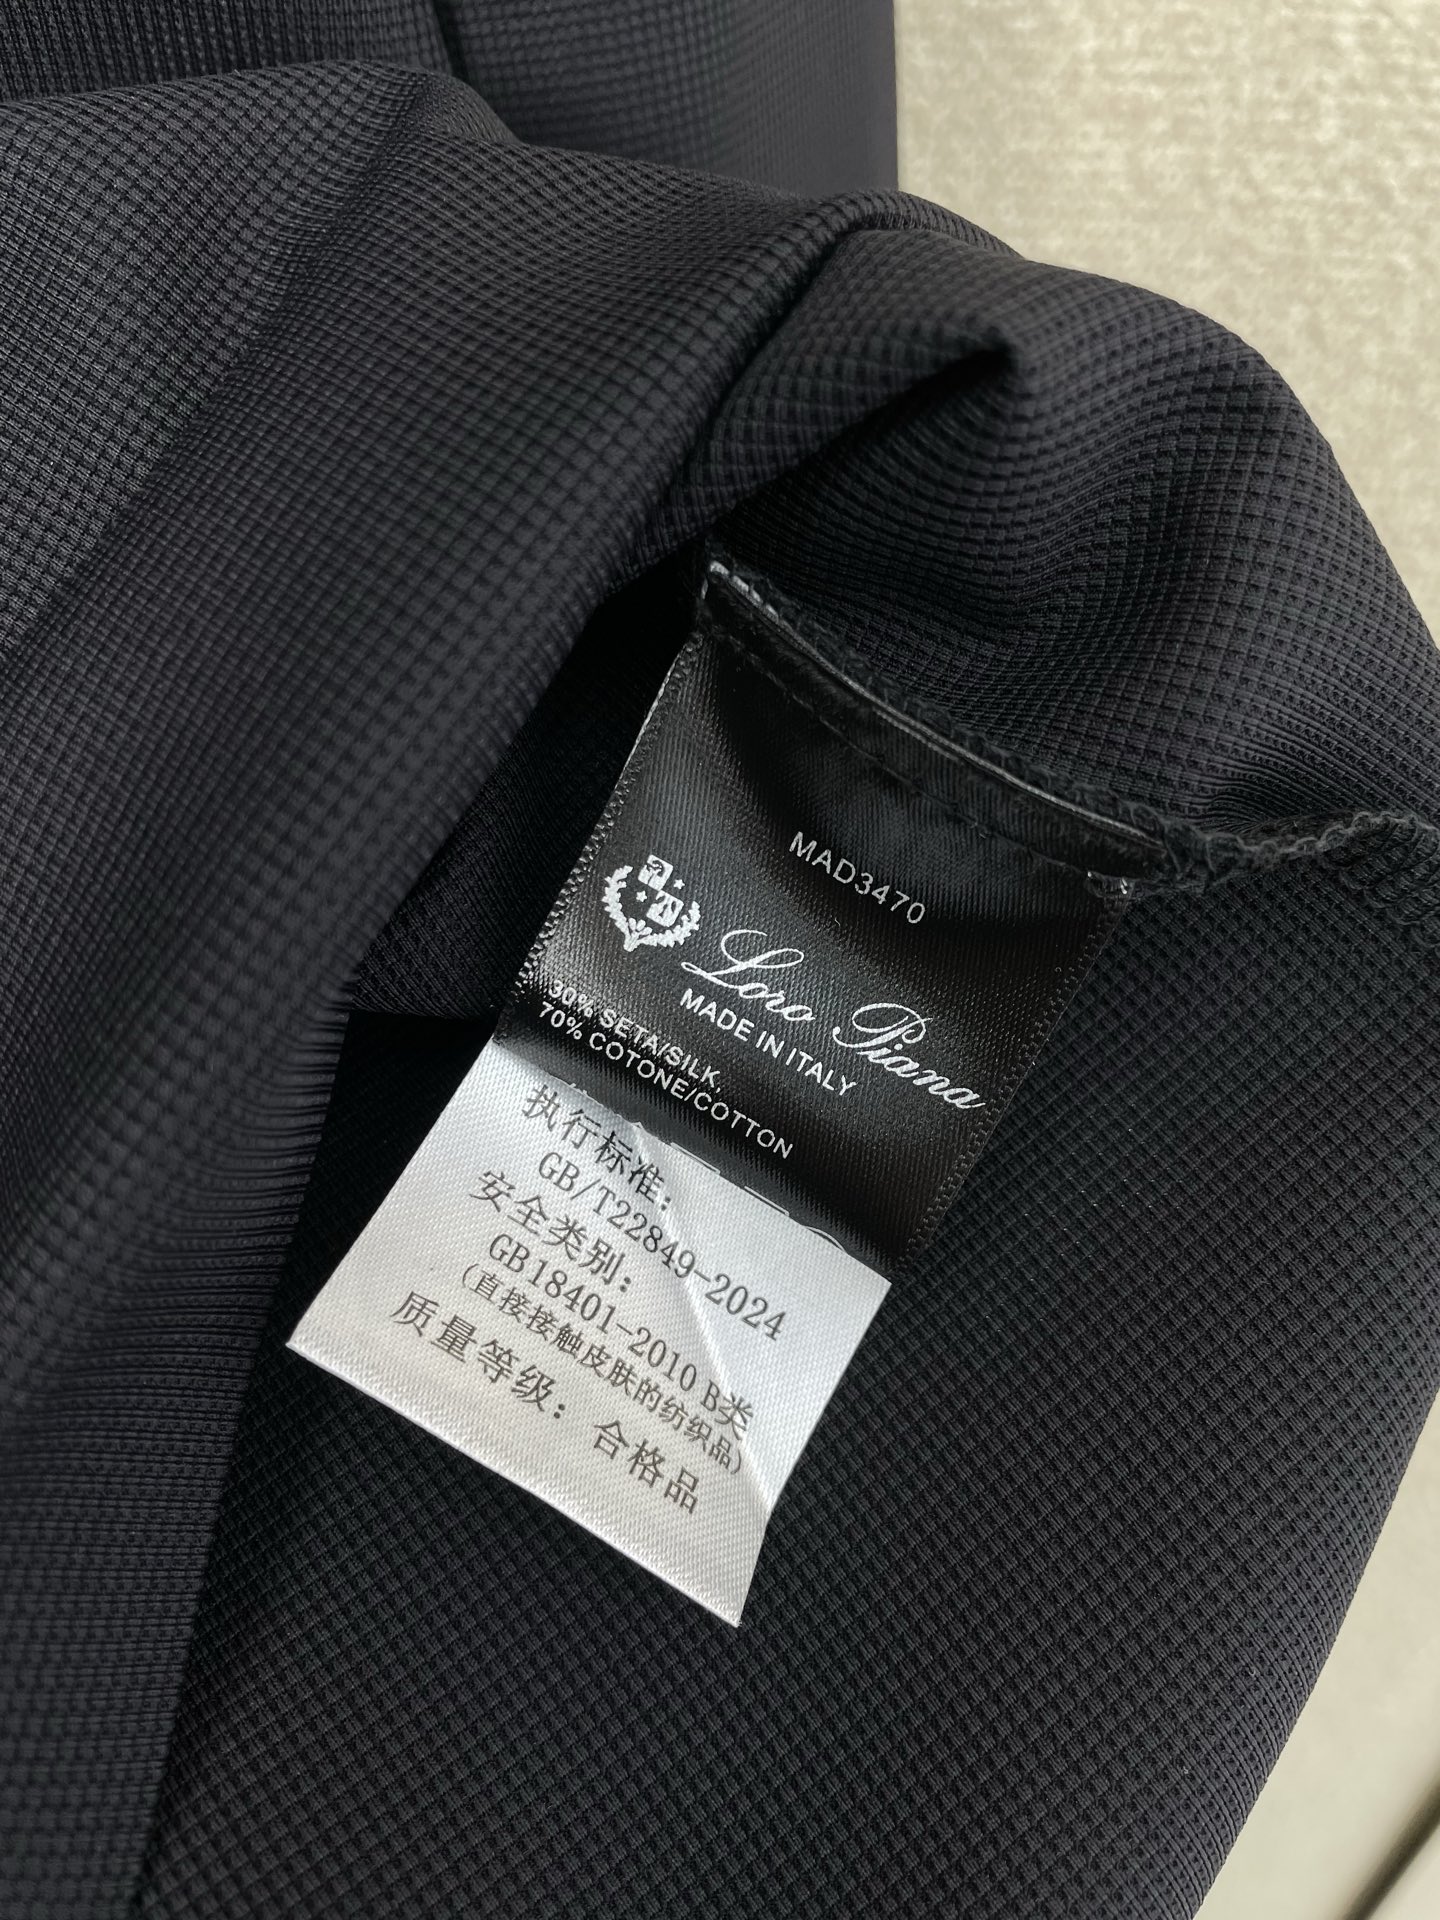 MAD3470
Loro Piana
MADE IN ITALY
30% SETA/SILK,
70% COTONE/COTTON
执行标准:
GB/T22849-2024
安全类别:
GB18401-2010 B类
(直接接触皮肤的纺织品)
质量等级: 合格品